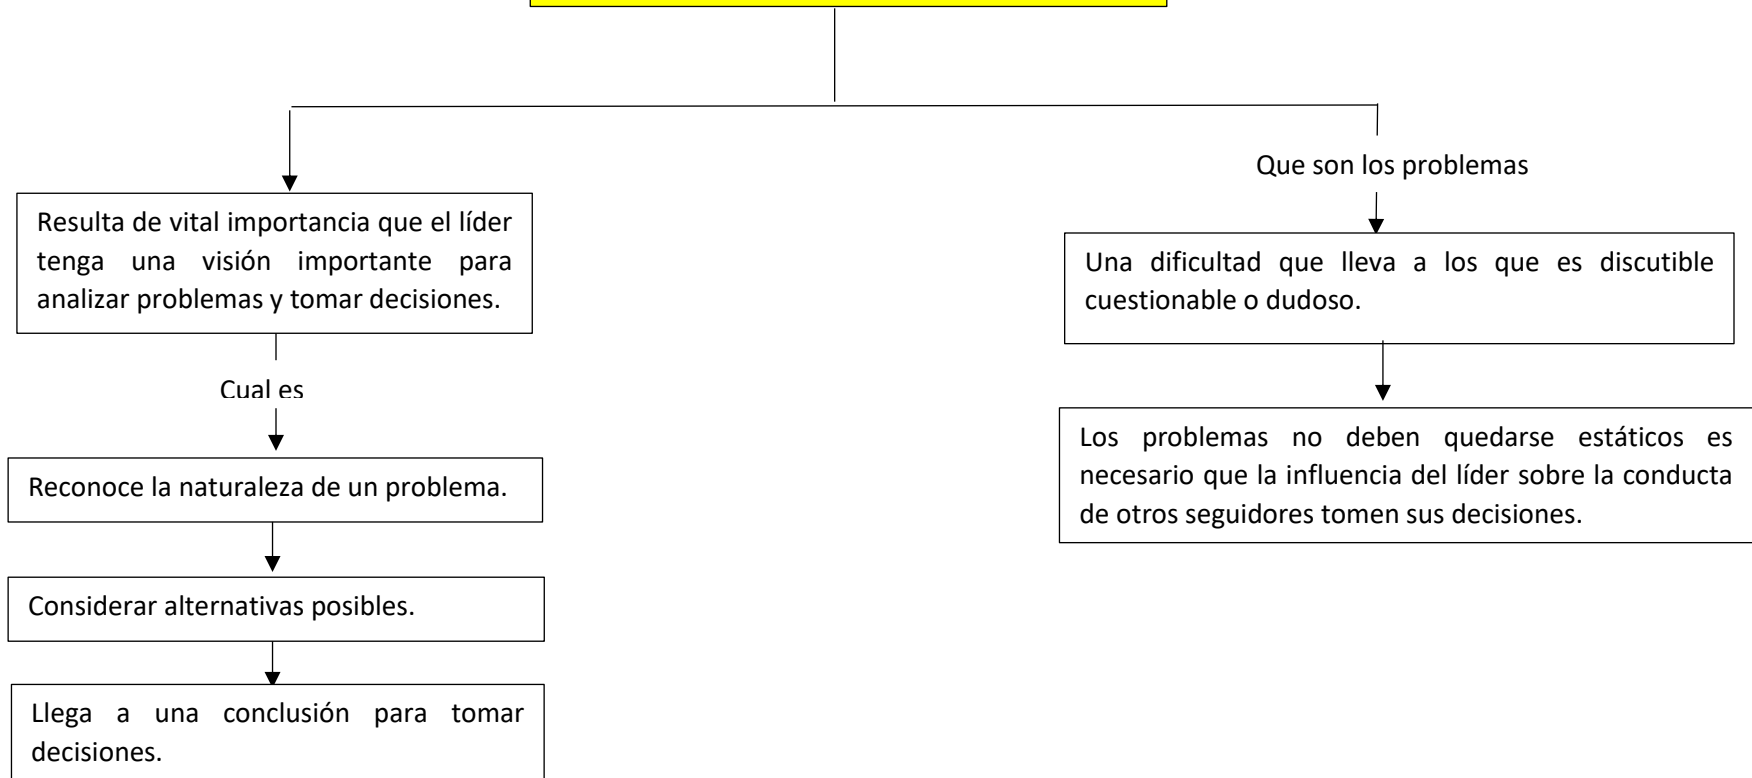 Resulta de vital importancia que el líder
tenga una visión importante para
analizar problemas y tomar decisiones.
Cual es
Reconoce la naturaleza de un problema.
Considerar alternativas posibles.
Llega a una conclusión para tomar
decisiones.
Que son los problemas
Una dificultad que lleva a los que es discutible
cuestionable o dudoso.
Los problemas no deben quedarse estáticos es
necesario que la influencia del líder sobre la conducta
de otros seguidores tomen sus decisiones.